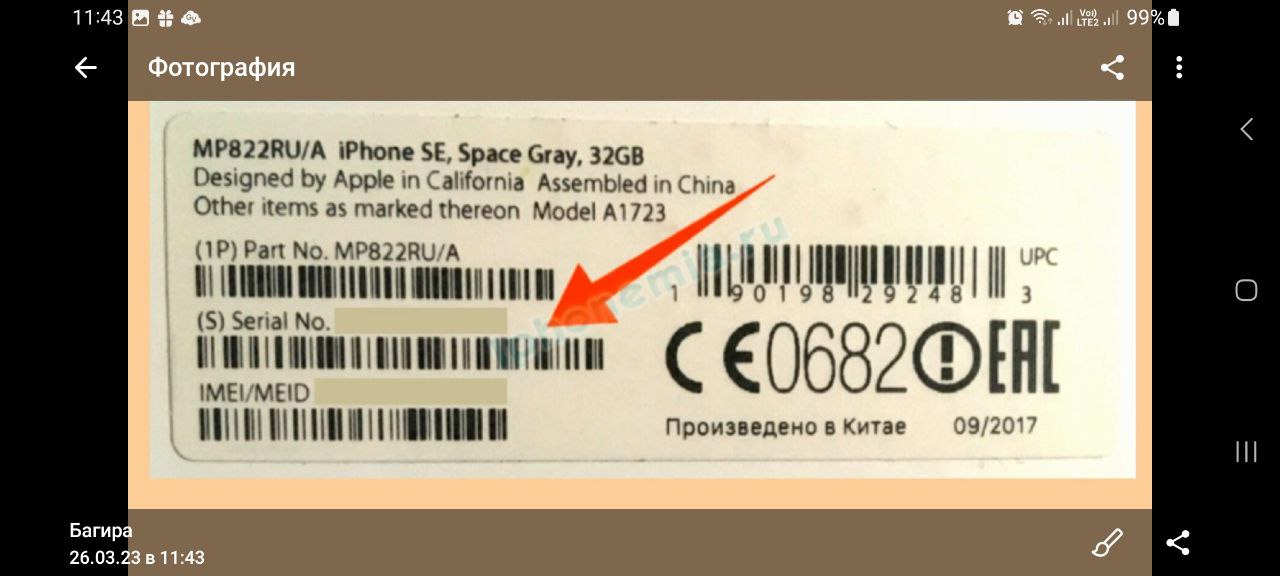 11:43
Vo)
LTE2
99%
Фотография
MP822RU/A iPhone SE, Space Gray, 32GB
Designed by Apple in California Assembled in China
Other items as marked thereon Model A1723
(1P) Part No. MP822RU/A
UPC
1 90198 29248 3
(S) Serial No.
IMEI/MEID
CE0682 EAC
Произведено в Китае 09/2017
Багира
26.03.23 в 11:43